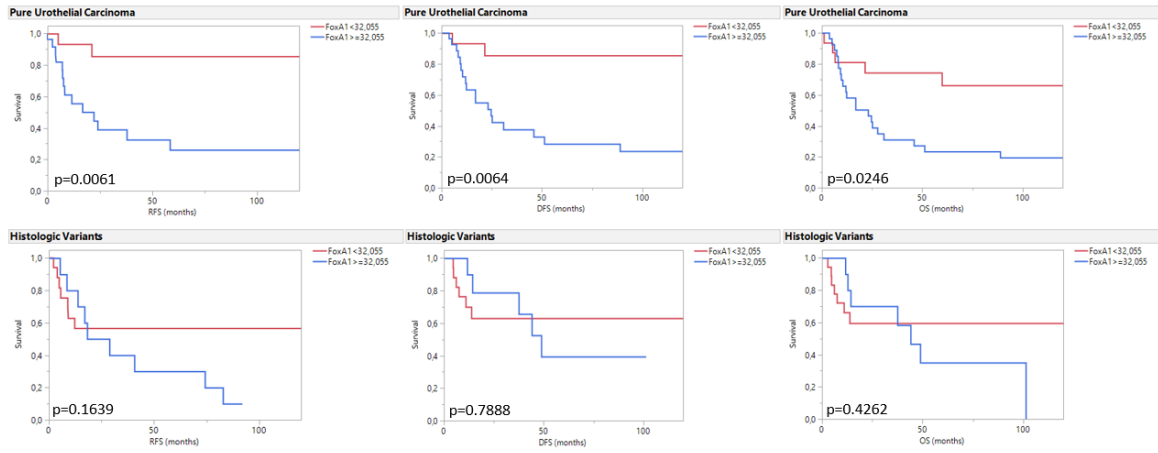 Pure Urothelial Carcinoma
FoxA1<32,055
FoxA1>=32,055
1,0
0,8
0,6
0,4
0,2
0,0
Survival
p=0.0061
0
50
100
RFS (months)
Pure Urothelial Carcinoma
FoxA1<32,055
FoxA1>=32,055
1,0
0,8
0,6
0,4
0,2
0,0
Survival
p=0.0064
0
50
100
DFS (months)
Pure Urothelial Carcinoma
FoxA1<32,055
FoxA1>=32,055
1,0
0,8
0,6
0,4
0,2
0,0
Survival
p=0.0246
0
50
100
OS (months)
Histologic Variants
FoxA1<32,055
FoxA1>=32,055
1,0
0,8
0,6
0,4
0,2
0,0
Survival
p=0.1639
0
50
100
RFS (months)
Histologic Variants
FoxA1<32,055
FoxA1>=32,055
1,0
0,8
0,6
0,4
0,2
0,0
Survival
p=0.7888
0
50
100
DFS (months)
Histologic Variants
FoxA1<32,055
FoxA1>=32,055
1,0
0,8
0,6
0,4
0,2
0,0
Survival
p=0.4262
0
50
100
OS (months)